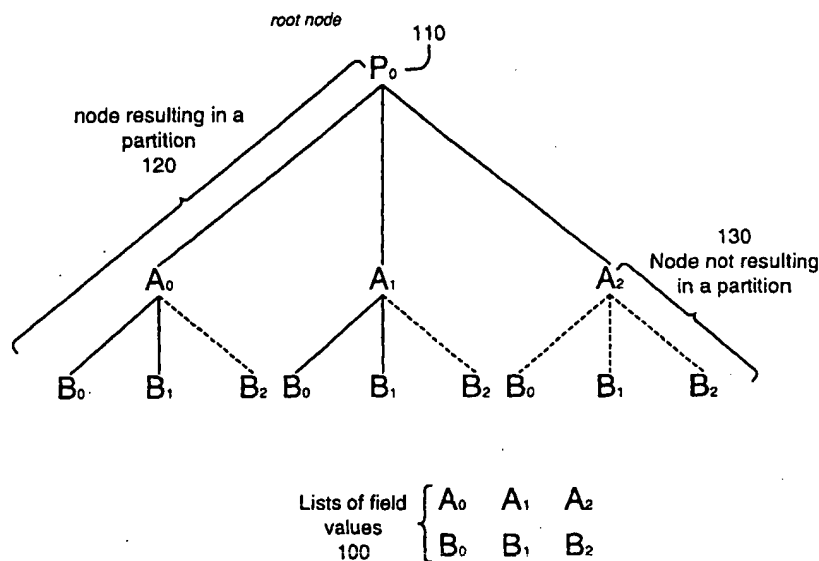 root node
110
P₀
node resulting in a
partition
120
130
Node not resulting
in a partition
A₀ A₁ A₂
B₀ B₁ B₂ B₀ B₁ B₂ B₀ B₁ B₂
Lists of field
values
100
A₀ A₁ A₂
B₀ B₁ B₂